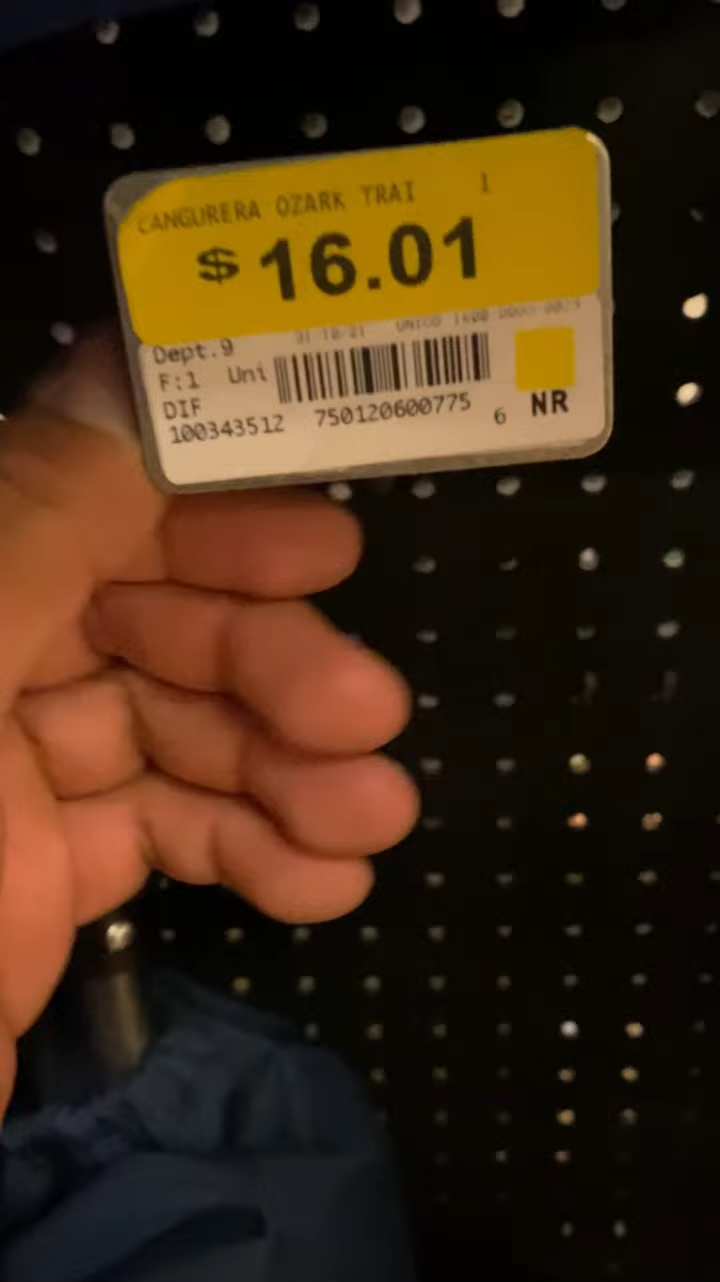 CANGURERA OZARK TRAI 1
$16.01
Dept.9
F:1 Uni
DIF
100343512 750120600775 6 NR